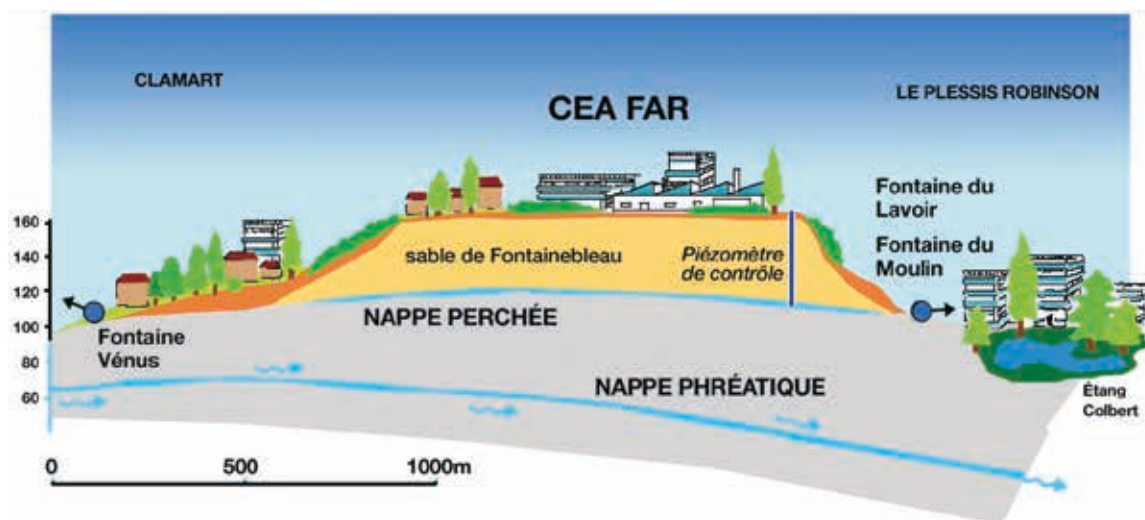 CLAMART
CEA FAR
LE PLESSIS ROBINSON
Fontaine du
Lavoir
Fontaine du
Moulin
160
140
120
100
80
60
sable de Fontainebleau
Piézomètre
de contrôle
NAPPE PERCHÉE
Fontaine
Vénus
NAPPE PHRÉATIQUE
Étang
Colbert
0
500
1000m